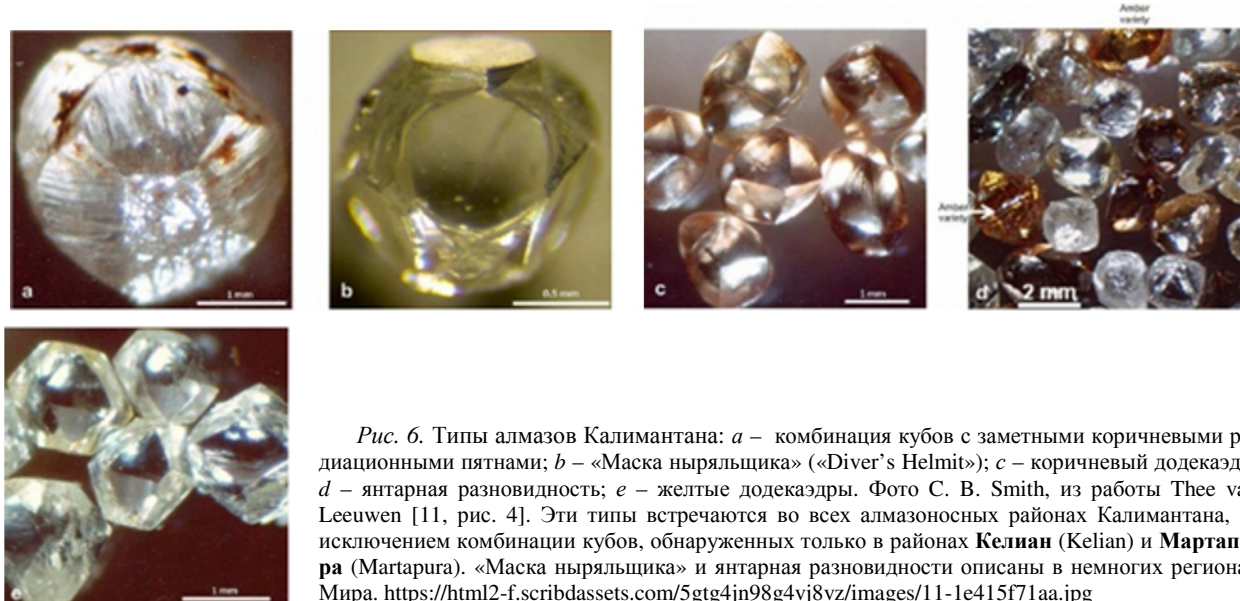 Amber
variety
a
1 mm
b
0.5 mm
c
1 mm
Amber
variety
d
2 mm
e
1 mm
Рис. 6. Типы алмазов Калимантана: a – комбинация кубов с заметными коричневыми р
диационными пятнами; b – «Маска ныряльщика» («Diver's Helmit»); c – коричневый додекаэд
d – янтарная разновидность; e – желтые додекаэдры. Фото C. B. Smith, из работы Thee va
Leeuwen [11, рис. 4]. Эти типы встречаются во всех алмазоносных районах Калимантана,
исключением комбинации кубов, обнаруженных только в районах Келиан (Kelian) и Мартап
ра (Martapura). «Маска ныряльщика» и янтарная разновидности описаны в немногих региона
Мира. https://html2-f.scribdassets.com/5gtg4jn98g4vj8vz/images/11-1e415f71aa.jpg